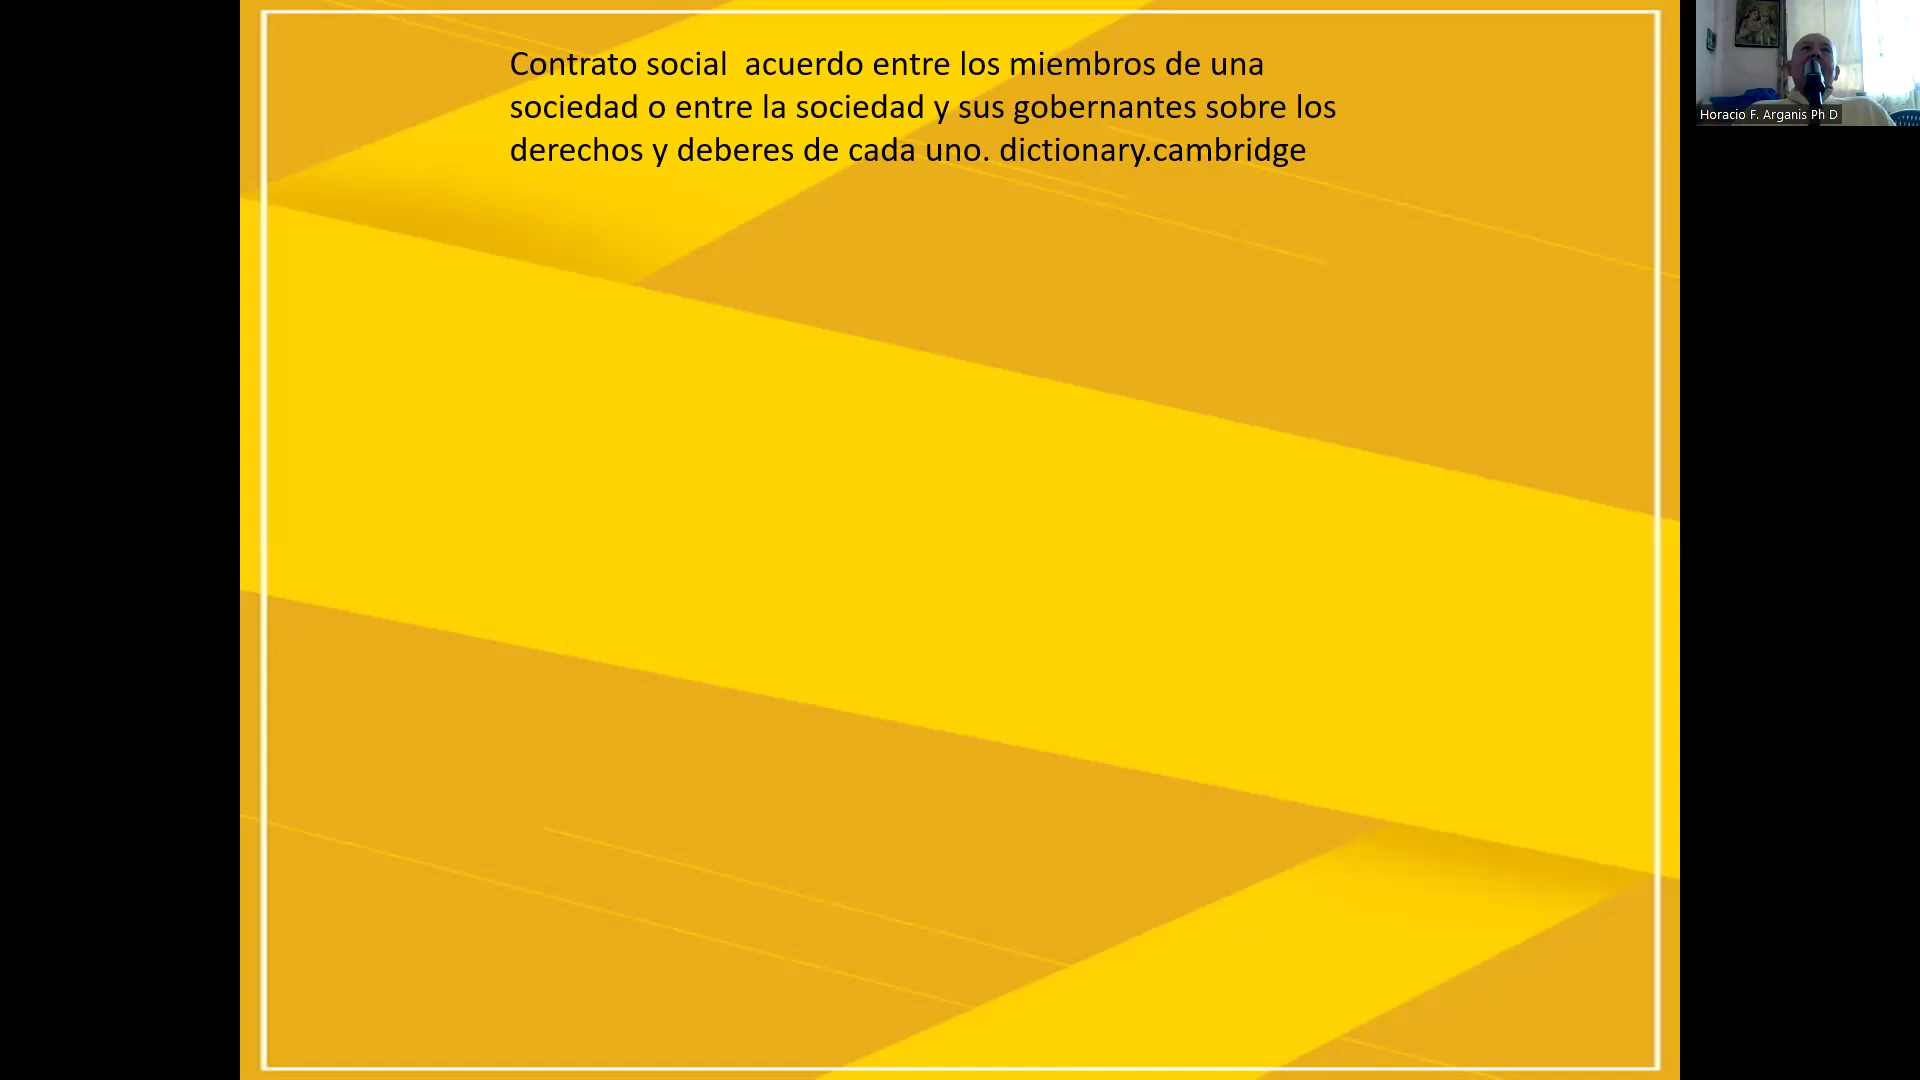 Contrato social  acuerdo entre los miembros de una
sociedad o entre la sociedad y sus gobernantes sobre los
derechos y deberes de cada uno. dictionary.cambridge
Horacio F. Arganis Ph D